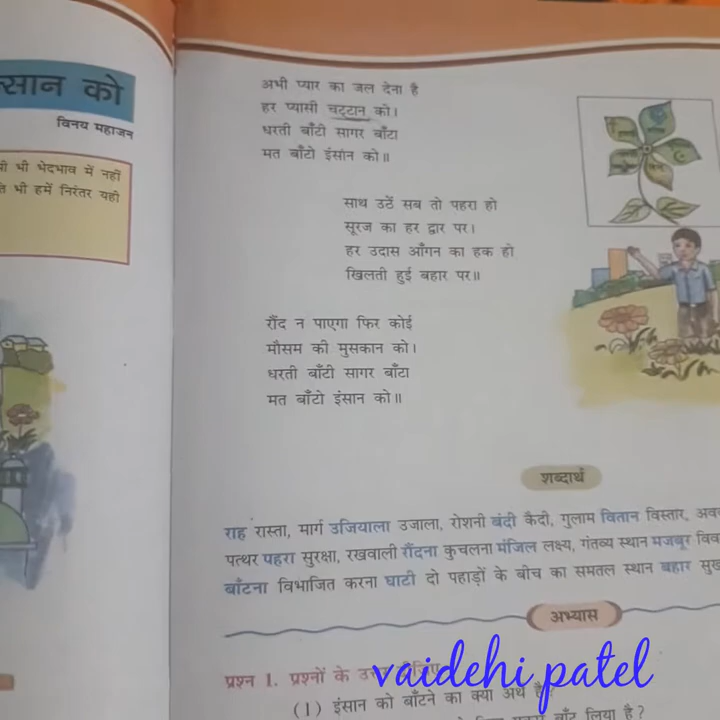 सान को
विनय महाजन
भी भेदभाव में नहीं
भी हमें निरंतर यही
अभी प्यार का जल देना है
हर प्यासी चट्टान को।
धरती बाँटी सागर बाँटा
मत बाँटो इंसान को॥
साथ उठें सब तो पहरा हो
सूरज का हर द्वार पर।
हर उदास आँगन का हक हो
खिलती हुई बहार पर॥
रौंद न पाएगा फिर कोई
मौसम की मुसकान को।
धरती बाँटी सागर बाँटा
मत बाँटो इंसान को॥
शब्दार्थ
राह रास्ता, मार्ग उजियाला उजाला, रोशनी बंदी कैदी, गुलाम वितान विस्तार, अव
पत्थर पहरा सुरक्षा, रखवाली रौंदना कुचलना मंजिल लक्ष्य, गंतव्य स्थान मजबूर विव
बाँटना विभाजित करना घाटी दो पहाड़ों के बीच का समतल स्थान बहार सुख
अभ्यास
प्रश्न 1. प्रश्नों के
vaidehi patel
(1) इंसान को बाँटने का क्या अर्थ है?
बाँट लिया है?